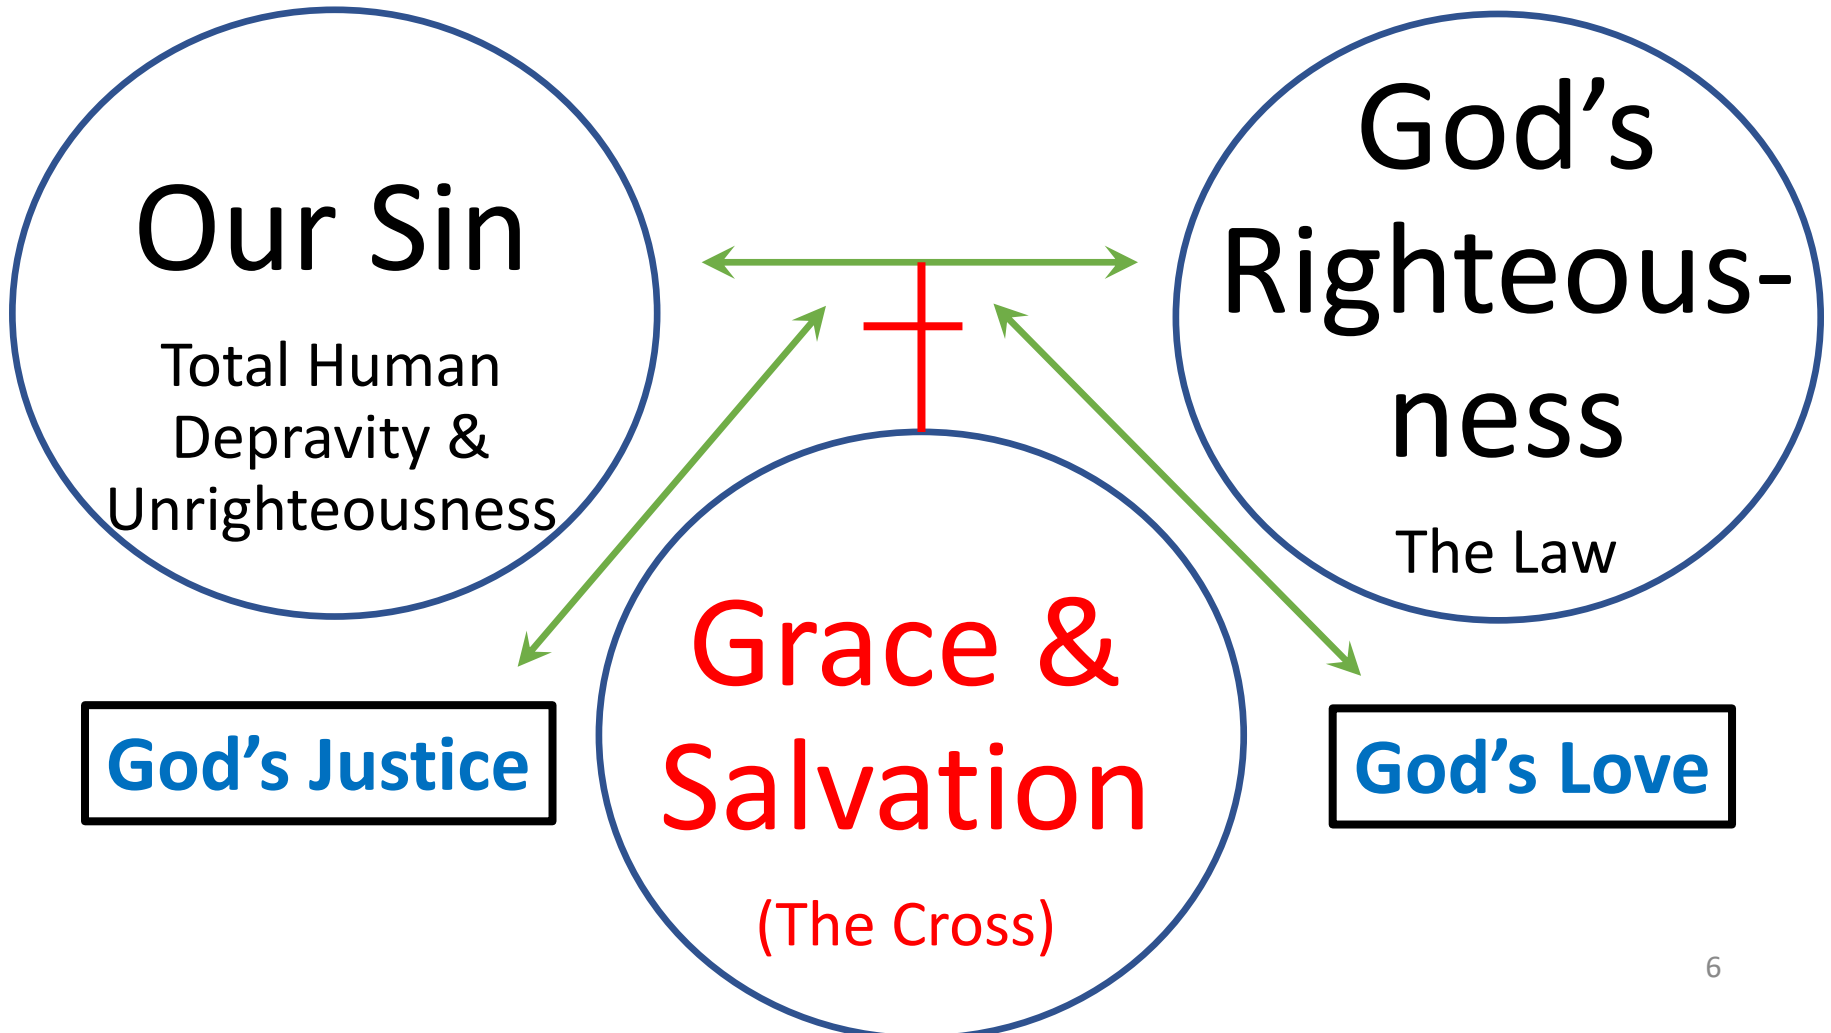 Our Sin
Total Human
Depravity &
Unrighteousness
God’s
Righteous-
ness
The Law
Grace &
Salvation
(The Cross)
God’s Justice
God’s Love
6